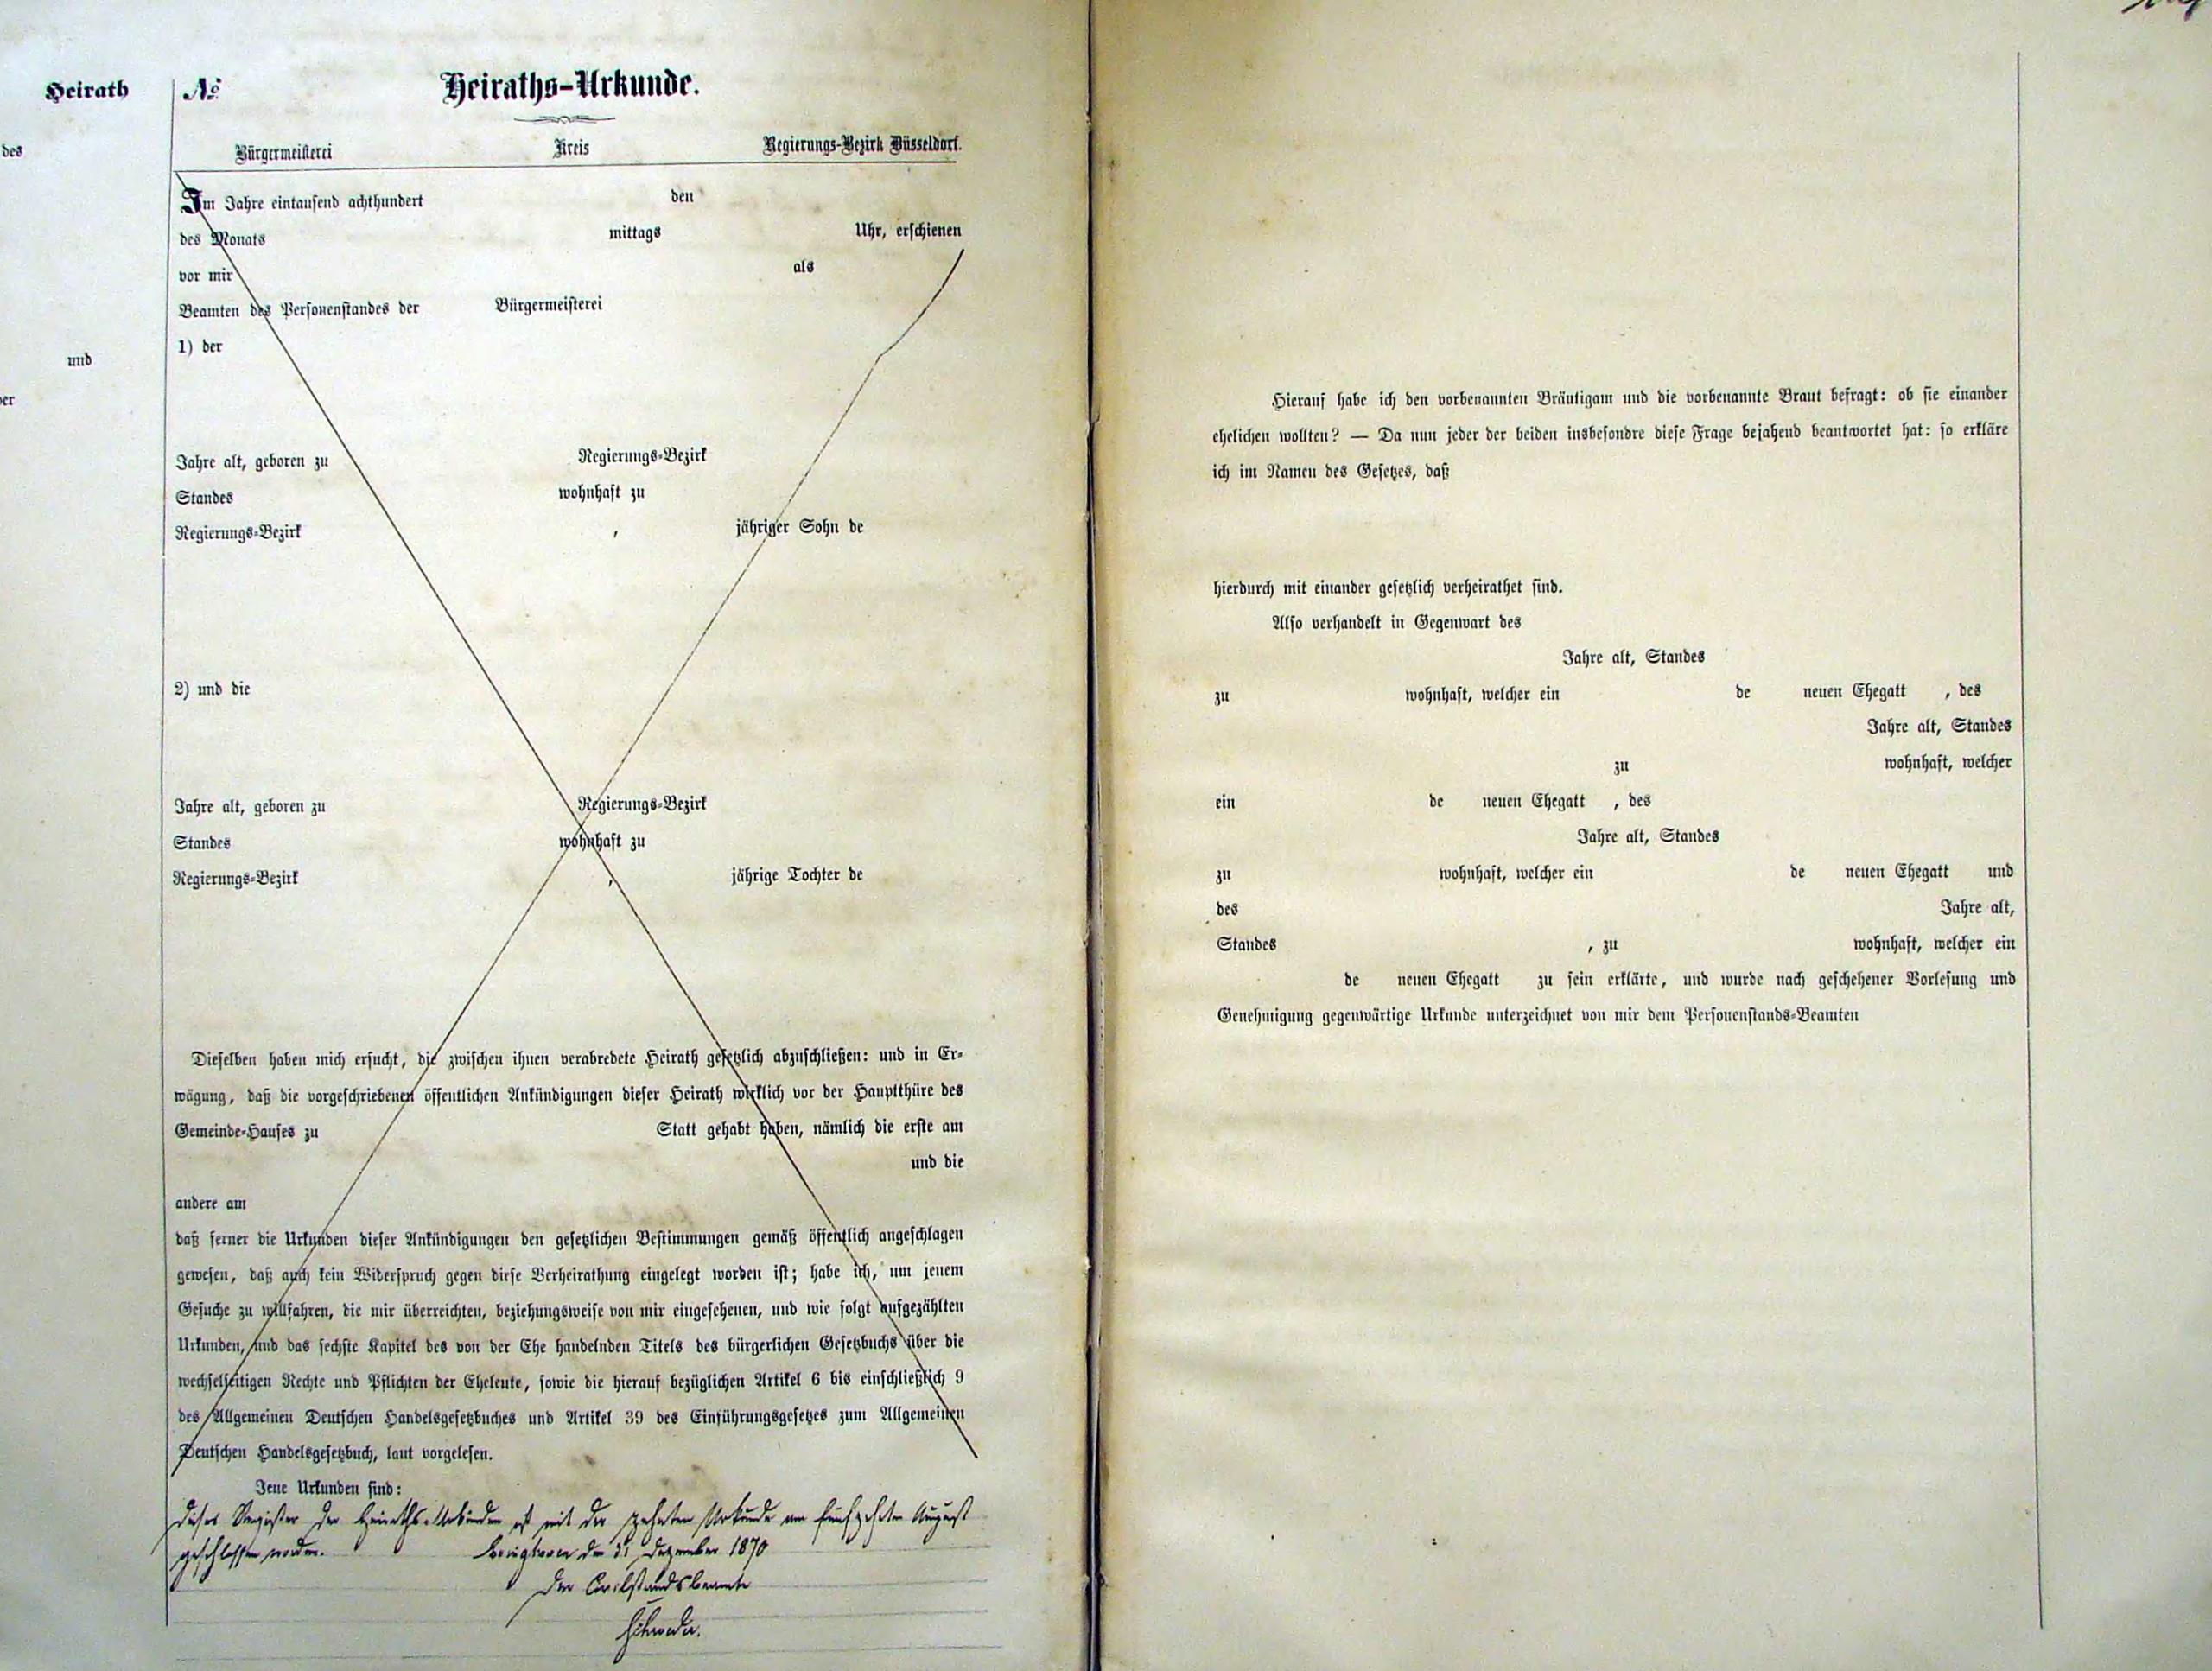 Heirath
des
und
er
No
Heiraths-Urkunde.
Bürgermeisterei Kreis Regierungs-Bezirk Düsseldorf.
Im Jahre eintausend achthundert den
des Monats mittags Uhr, erschienen
vor mir als
Beamten des Personenstandes der Bürgermeisterei
1) der
Jahre alt, geboren zu Regierungs-Bezirk
Standes wohnhaft zu
Regierungs-Bezirk , jähriger Sohn de
2) und die
Jahre alt, geboren zu Regierungs-Bezirk
Standes wohnhaft zu
Regierungs-Bezirk , jährige Tochter de
Dieselben haben mich ersucht, die zwischen ihnen verabredete Heirath gesetzlich abzuschließen: und in Er-
wägung, daß die vorgeschriebenen öffentlichen Ankündigungen dieser Heirath wirklich vor der Hauptthüre des
Gemeinde-Hauses zu Statt gehabt haben, nämlich die erste am
und die
andere am
daß ferner die Urkunden dieser Ankündigungen den gesetzlichen Bestimmungen gemäß öffentlich angeschlagen
gewesen, daß auch kein Widerspruch gegen diese Verheirathung eingelegt worden ist; habe ich, um jenem
Gesuche zu willfahren, die mir überreichten, beziehungsweise von mir eingesehenen, und wie folgt aufgezählten
Urkunden, und das sechste Kapitel des von der Ehe handelnden Titels des bürgerlichen Gesetzbuchs über die
wechselseitigen Rechte und Pflichten der Eheleute, sowie die hierauf bezüglichen Artikel 6 bis einschließlich 9
des Allgemeinen Deutschen Handelsgesetzbuches und Artikel 39 des Einführungsgesetzes zum Allgemeinen
Deutschen Handelsgesetzbuch, laut vorgelesen.
Jene Urkunden sind:
dieses Register der Heiraths-Urkunden ist mit der zehnten Urkunde am fünfzehnten August
geschlossen worden. den 31 Dezember 1870
Der Civilstandsbeamte
Schroeder.
Hierauf habe ich den vorbenannten Bräutigam und die vorbenannte Braut befragt: ob sie einander
ehelichen wollten? — Da nun jeder der beiden insbesondre diese Frage bejahend beantwortet hat: so erkläre
ich im Namen des Gesetzes, daß
hierdurch mit einander gesetzlich verheirathet sind.
Also verhandelt in Gegenwart des
Jahre alt, Standes
zu wohnhaft, welcher ein de neuen Ehegatt , des
Jahre alt, Standes
zu wohnhaft, welcher
ein de neuen Ehegatt , des
Jahre alt, Standes
zu wohnhaft, welcher ein de neuen Ehegatt und
des Jahre alt,
Standes , zu wohnhaft, welcher ein
de neuen Ehegatt zu sein erklärte, und wurde nach geschehener Vorlesung und
Genehmigung gegenwärtige Urkunde unterzeichnet von mir dem Personenstands-Beamten